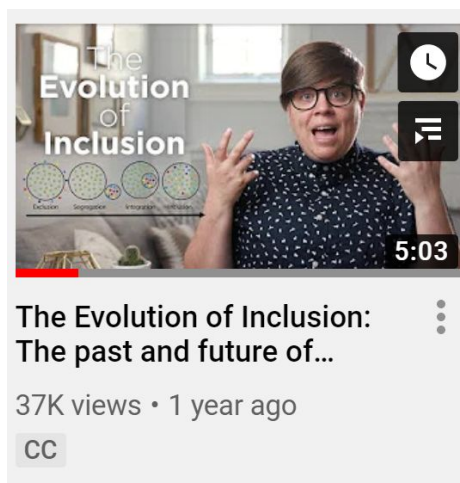 The
Evolution
of
Inclusion
Exclusion Segregation Integration Inclusion
5:03
The Evolution of Inclusion:
The past and future of...
37K views • 1 year ago
CC